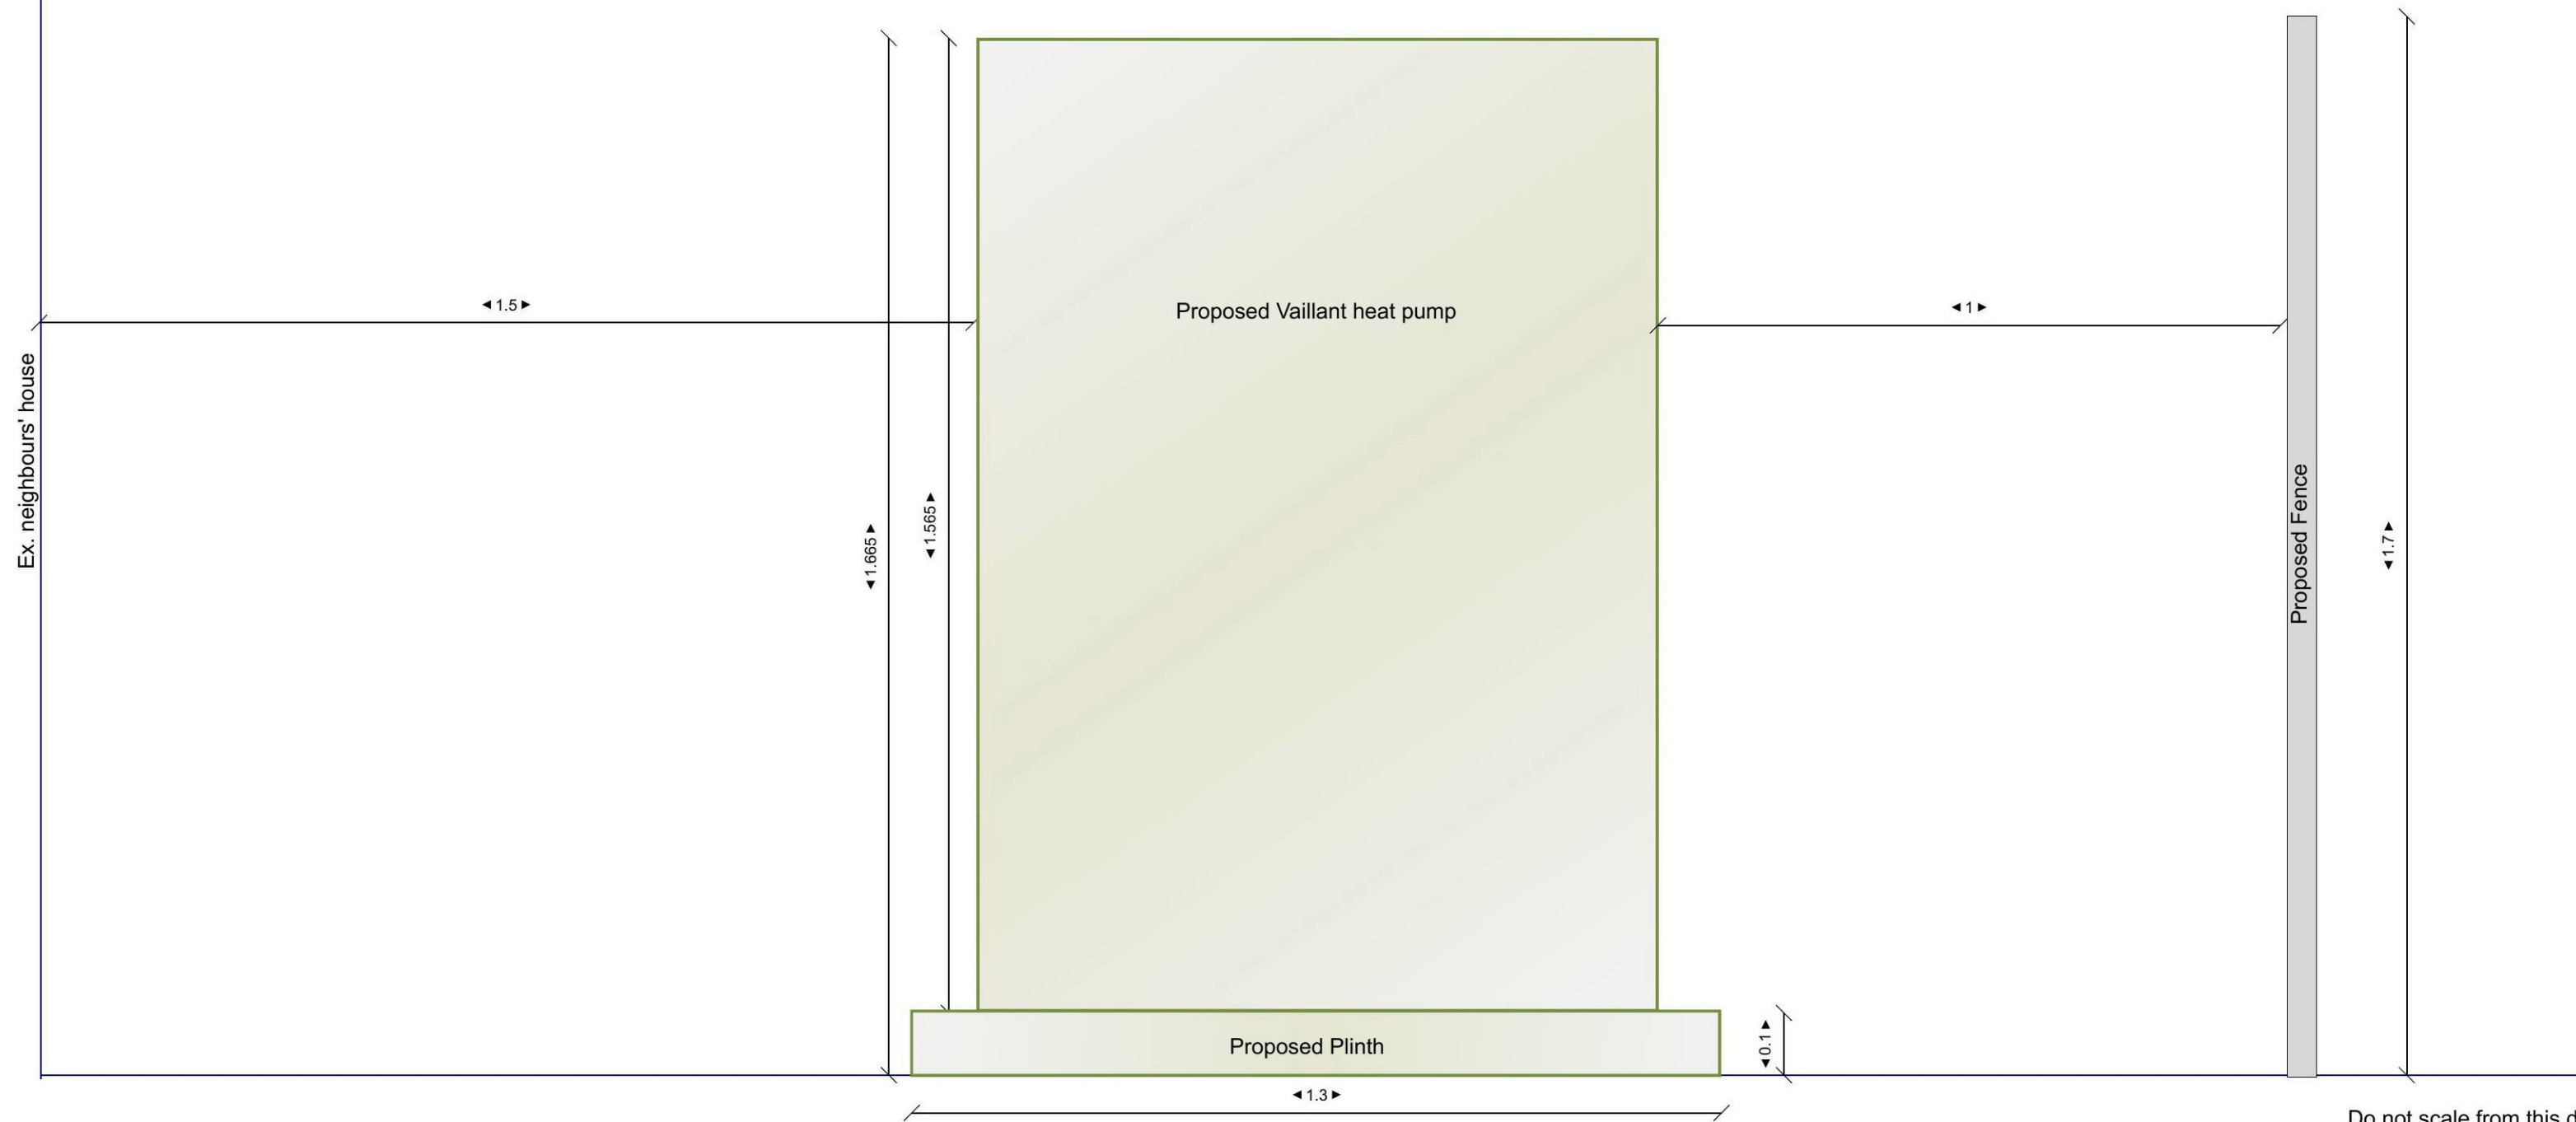 ◄ 1.5 ►
Proposed Vaillant heat pump
◄ 1 ►
Ex. neighbours' house
◄ 1.665 ►
◄ 1.565 ►
Proposed Fence
◄ 1.7 ►
Proposed Plinth
◄ 0.1 ►
◄ 1.3 ►
Do not scale from this